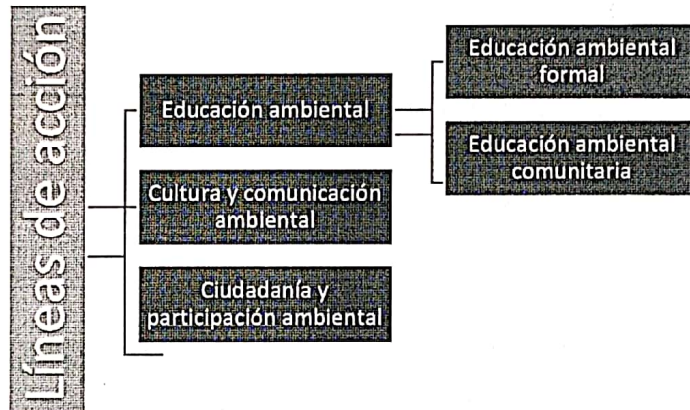 Líneas de acción
Educación ambiental
Cultura y comunicación
ambiental
Ciudadanía y
participación ambiental
Educación ambiental
formal
Educación ambiental
comunitaria